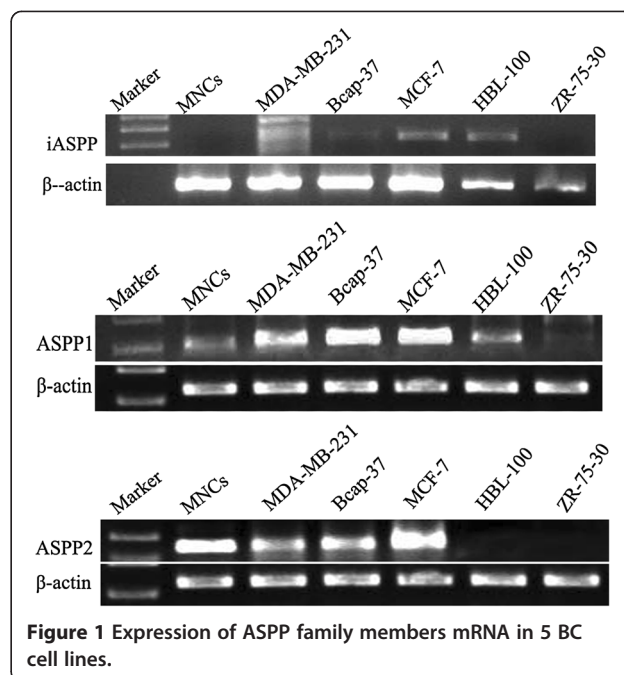 Marker MNCs MDA-MB-231 Bcap-37 MCF-7 HBL-100 ZR-75-30
iASPP
β--actin
Marker MNCs MDA-MB-231 Bcap-37 MCF-7 HBL-100 ZR-75-30
ASPP1
β-actin
Marker MNCs MDA-MB-231 Bcap-37 MCF-7 HBL-100 ZR-75-30
ASPP2
β-actin
Figure 1 Expression of ASPP family members mRNA in 5 BC
cell lines.